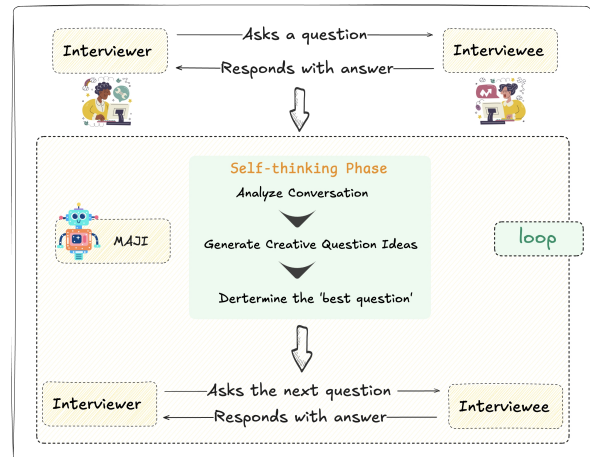 Asks a question
Interviewer
Interviewee
Responds with answer
Self-thinking Phase
Analyze Conversation
MAJI
Generate Creative Question Ideas
loop
Dertermine the 'best question'
Asks the next question
Interviewer
Interviewee
Responds with answer